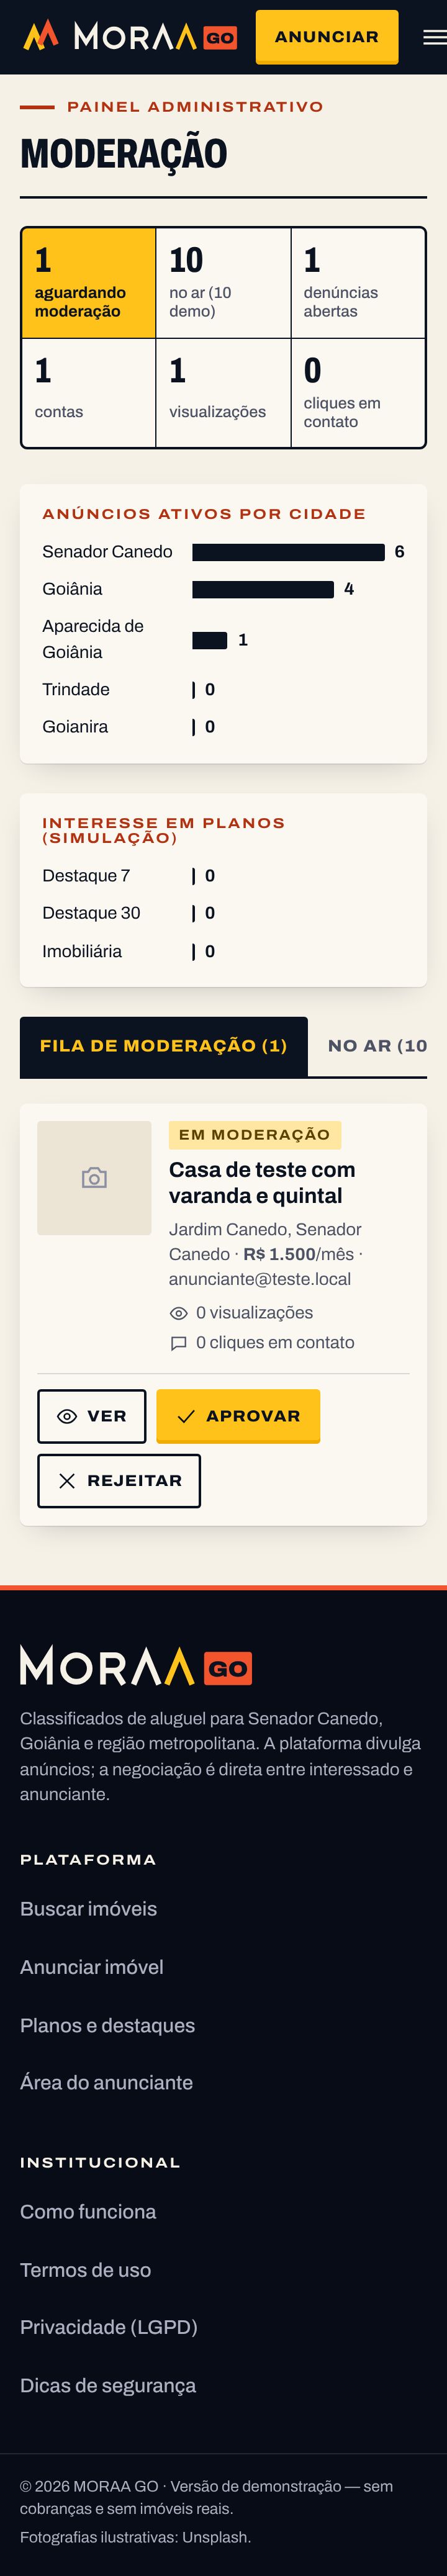 MORAA GO
ANUNCIAR
PAINEL ADMINISTRATIVO
MODERAÇÃO
1
aguardando
moderação
10
no ar (10
demo)
1
denúncias
abertas
1
contas
1
visualizações
0
cliques em
contato
ANÚNCIOS ATIVOS POR CIDADE
Senador Canedo 6
Goiânia 4
Aparecida de
Goiânia 1
Trindade 0
Goianira 0
INTERESSE EM PLANOS
(SIMULAÇÃO)
Destaque 7 0
Destaque 30 0
Imobiliária 0
FILA DE MODERAÇÃO (1) NO AR (10
EM MODERAÇÃO
Casa de teste com
varanda e quintal
Jardim Canedo, Senador
Canedo · R$ 1.500/mês ·
anunciante@teste.local
0 visualizações
0 cliques em contato
VER
APROVAR
REJEITAR
MORAA GO
Classificados de aluguel para Senador Canedo,
Goiânia e região metropolitana. A plataforma divulga
anúncios; a negociação é direta entre interessado e
anunciante.
PLATAFORMA
Buscar imóveis
Anunciar imóvel
Planos e destaques
Área do anunciante
INSTITUCIONAL
Como funciona
Termos de uso
Privacidade (LGPD)
Dicas de segurança
© 2026 MORAA GO · Versão de demonstração — sem
cobranças e sem imóveis reais.
Fotografias ilustrativas: Unsplash.